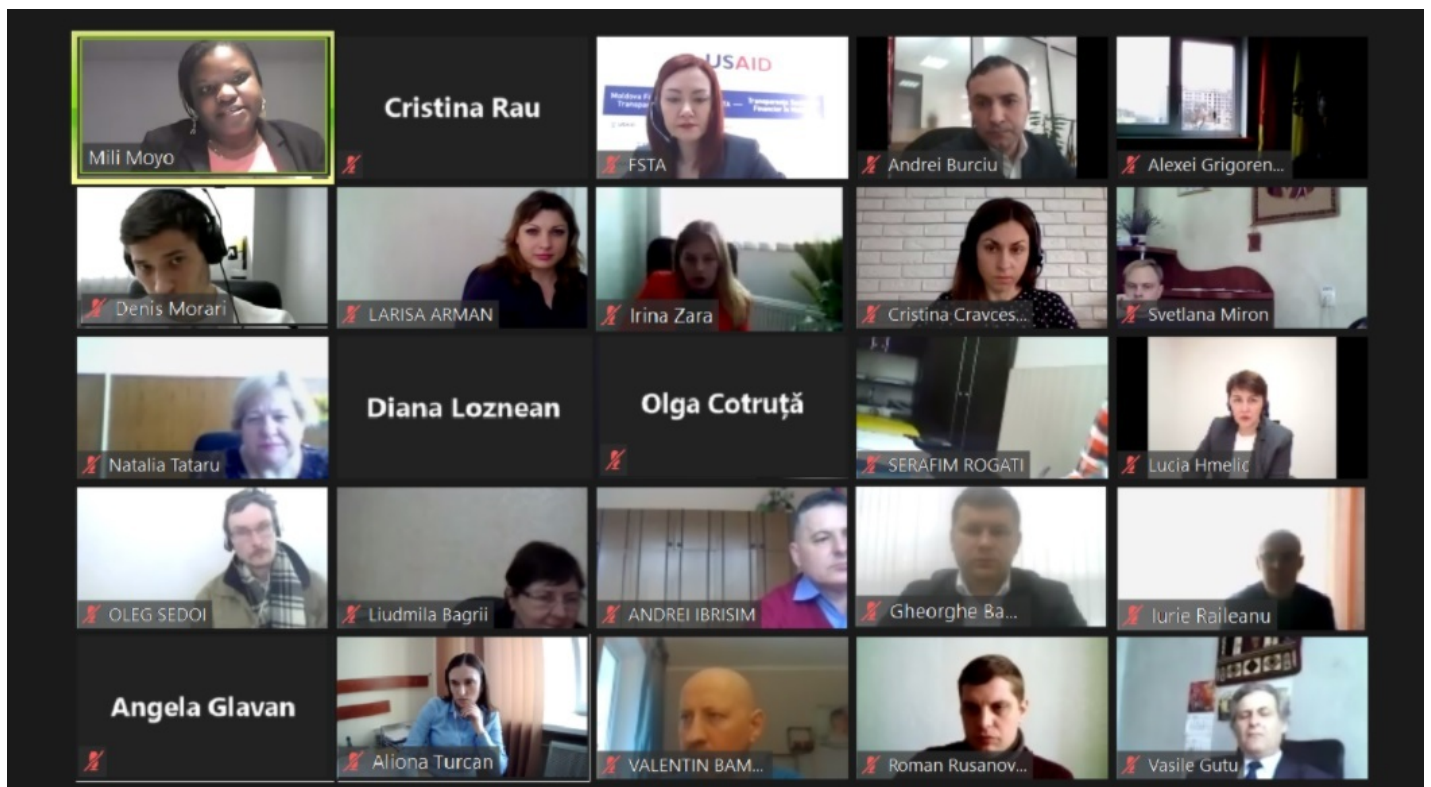 Mili Moyo
Cristina Rau
USAID
FSTA
Andrei Burciu
Alexei Grigoren...
Denis Morari
LARISA ARMAN
Irina Zara
Cristina Cravces...
Svetlana Miron
Natalia Tataru
Diana Loznean
Olga Cotruță
SERAFIM ROGATI
Lucia Hmelic
OLEG SEDOI
Liudmila Bagrii
ANDREI IBRISIM
Gheorghe Ba...
Iurie Raileanu
Angela Glavan
Aliona Turcan
VALENTIN BAM...
Roman Rusanov...
Vasile Gutu